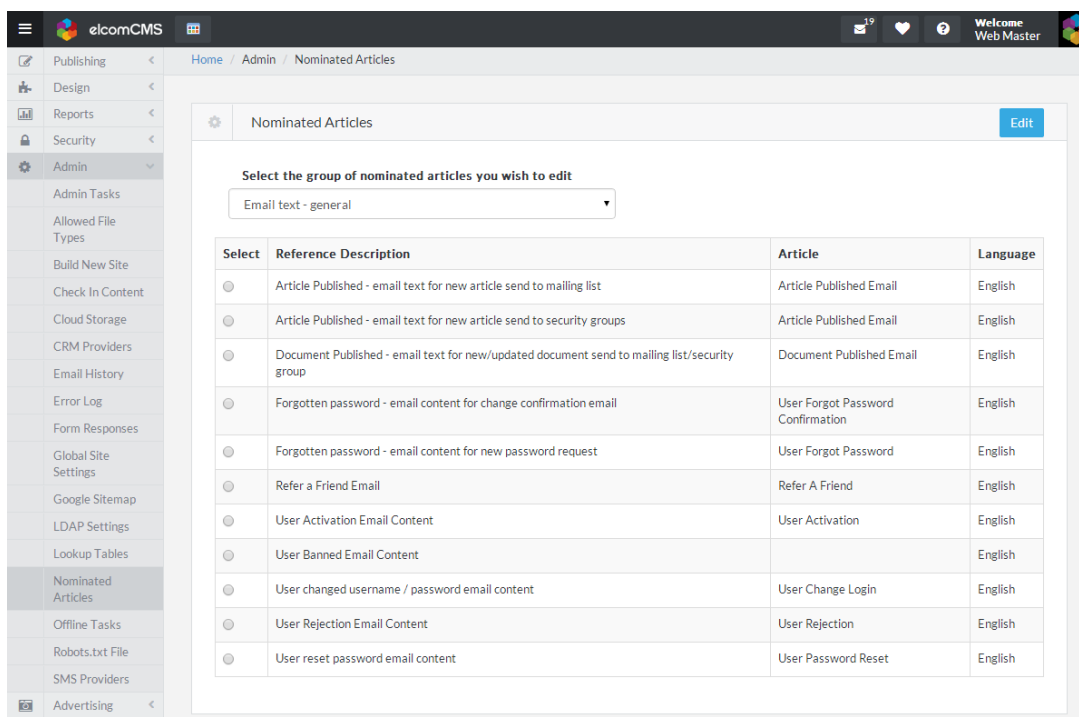 elcomCMS
19
Welcome
Web Master
Publishing
Design
Reports
Security
Admin
Admin Tasks
Allowed File
Types
Build New Site
Check In Content
Cloud Storage
CRM Providers
Email History
Error Log
Form Responses
Global Site
Settings
Google Sitemap
LDAP Settings
Lookup Tables
Nominated
Articles
Offline Tasks
Robots.txt File
SMS Providers
Advertising
Home / Admin / Nominated Articles
Nominated Articles
Edit
Select the group of nominated articles you wish to edit
Email text - general
Select Reference Description Article Language
Article Published - email text for new article send to mailing list Article Published Email English
Article Published - email text for new article send to security groups Article Published Email English
Document Published - email text for new/updated document send to mailing list/security Document Published Email English
group
Forgotten password - email content for change confirmation email User Forgot Password English
Confirmation
Forgotten password - email content for new password request User Forgot Password English
Refer a Friend Email Refer A Friend English
User Activation Email Content User Activation English
User Banned Email Content English
User changed username / password email content User Change Login English
User Rejection Email Content User Rejection English
User reset password email content User Password Reset English